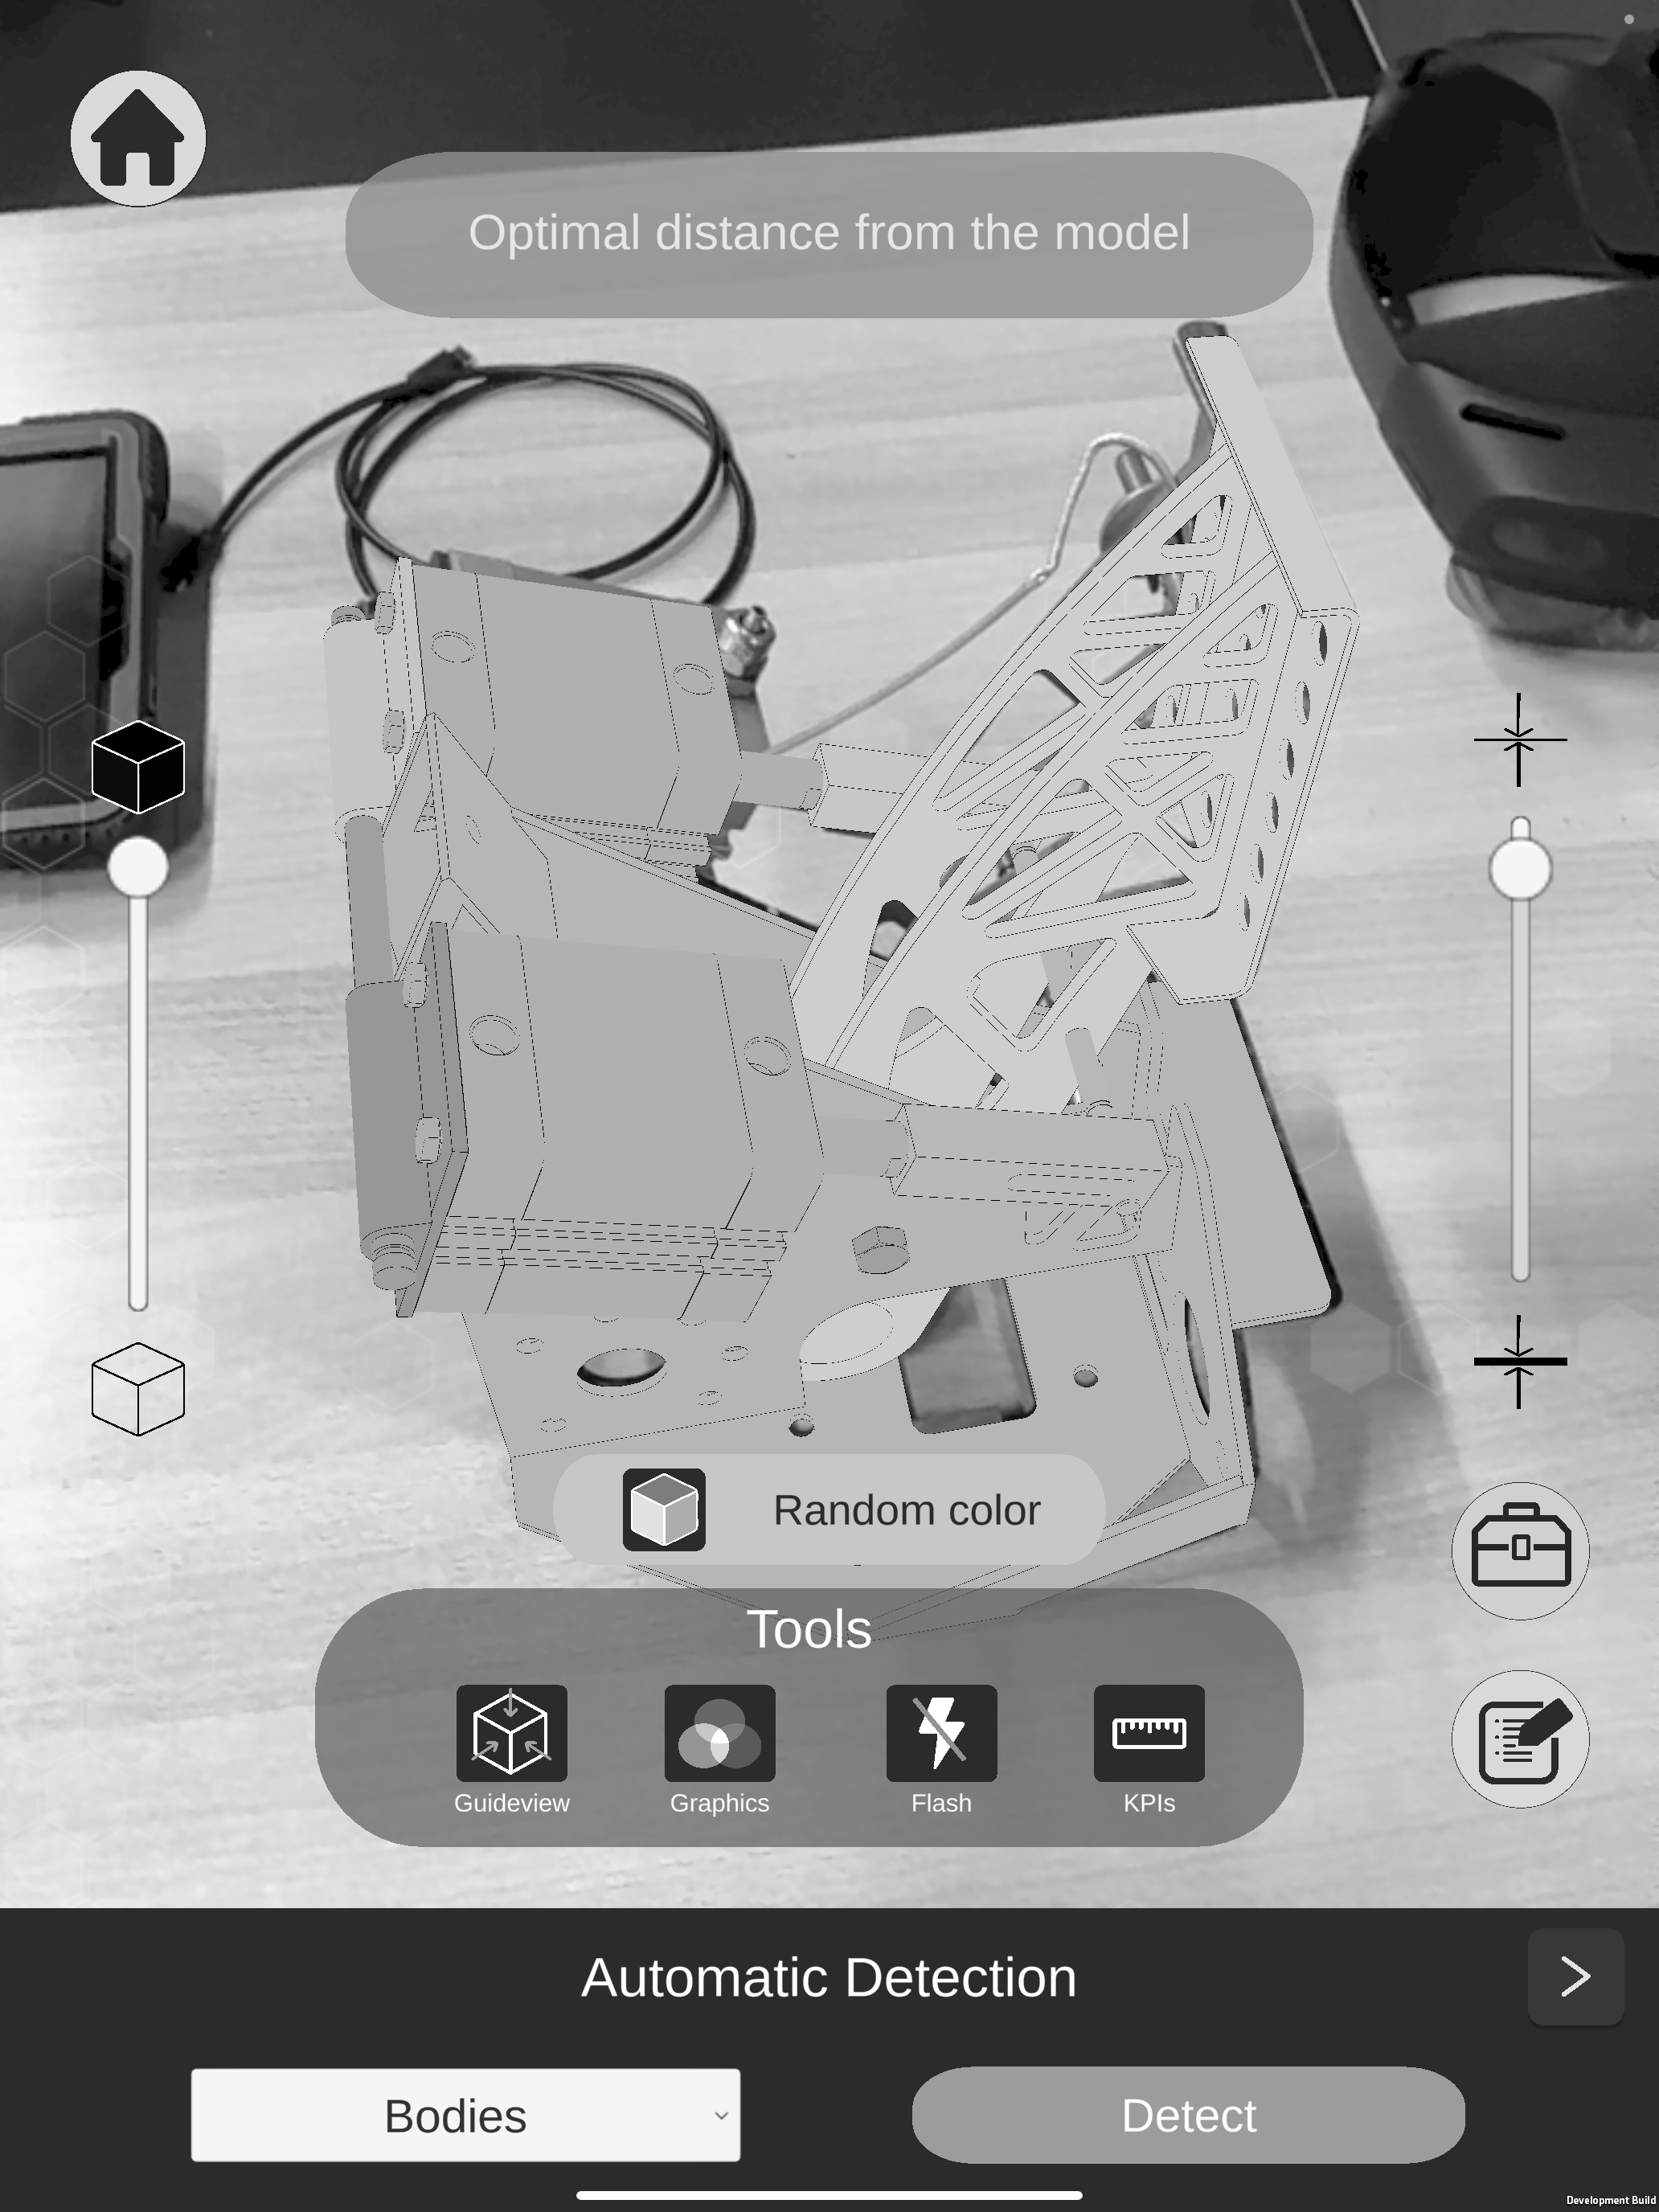 Optimal distance from the model
Random color
Tools
Guideview
Graphics
Flash
KPIs
Automatic Detection
Bodies
Detect
Development Build